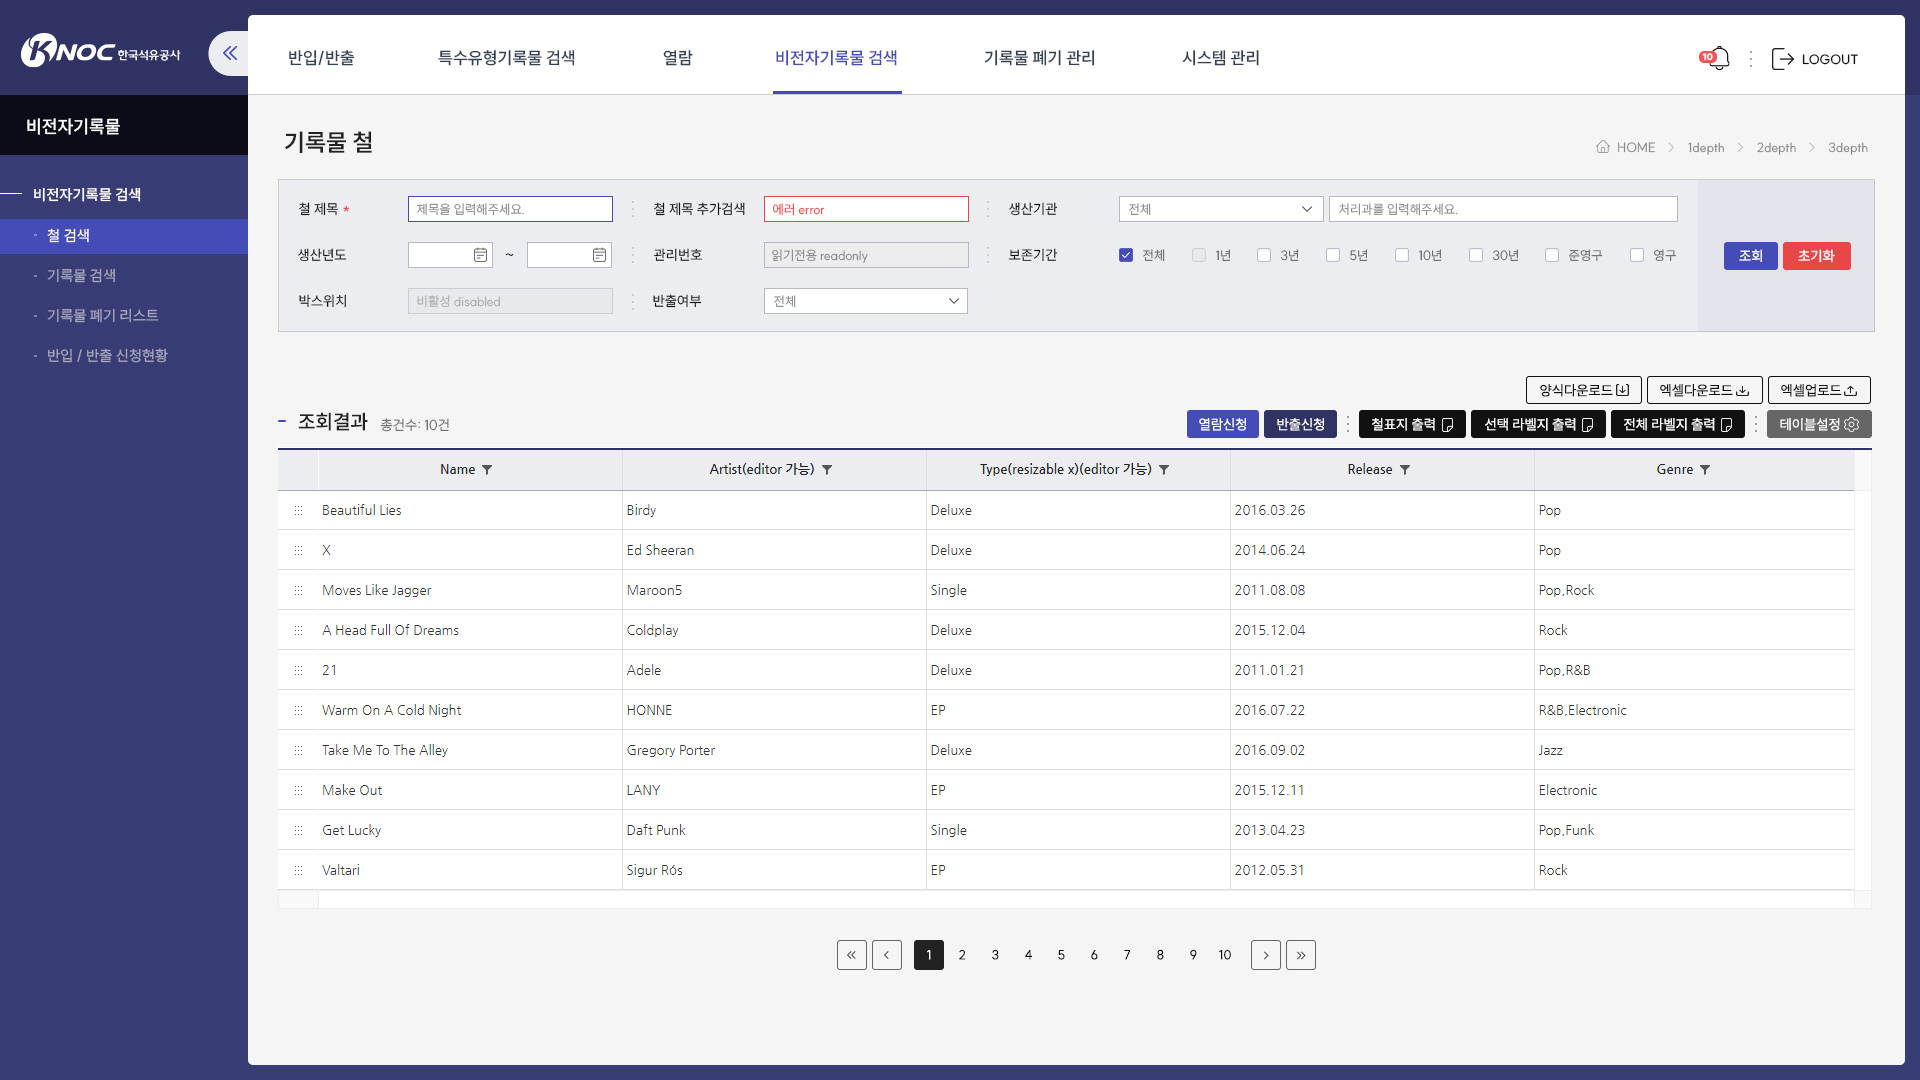 KNOC 한국석유공사
반입/반출 특수유형기록물 검색 열람 비전자기록물 검색 기록물 폐기 관리 시스템 관리 10 LOGOUT
비전자기록물
비전자기록물 검색
· 철 검색
· 기록물 검색
· 기록물 폐기 리스트
· 반입 / 반출 신청현황
기록물 철
HOME > 1depth > 2depth > 3depth
철 제목 * 제목을 입력해주세요. 철 제목 추가검색 에러 error 생산기관 전체 처리과를 입력해주세요.
생산년도 ~ 관리번호 읽기전용 readonly 보존기간 전체 1년 3년 5년 10년 30년 준영구 영구
조회 초기화
박스위치 비활성 disabled 반출여부 전체
양식다운로드 엑셀다운로드 엑셀업로드
- 조회결과 총건수: 10건
열람신청 반출신청 철표지 출력 선택 라벨지 출력 전체 라벨지 출력 테이블설정
Name Artist(editor 가능) Type(resizable x)(editor 가능) Release Genre
Beautiful Lies Birdy Deluxe 2016.03.26 Pop
X Ed Sheeran Deluxe 2014.06.24 Pop
Moves Like Jagger Maroon5 Single 2011.08.08 Pop,Rock
A Head Full Of Dreams Coldplay Deluxe 2015.12.04 Rock
21 Adele Deluxe 2011.01.21 Pop,R&B
Warm On A Cold Night HONNE EP 2016.07.22 R&B,Electronic
Take Me To The Alley Gregory Porter Deluxe 2016.09.02 Jazz
Make Out LANY EP 2015.12.11 Electronic
Get Lucky Daft Punk Single 2013.04.23 Pop,Funk
Valtari Sigur Rós EP 2012.05.31 Rock
« < 1 2 3 4 5 6 7 8 9 10 > »